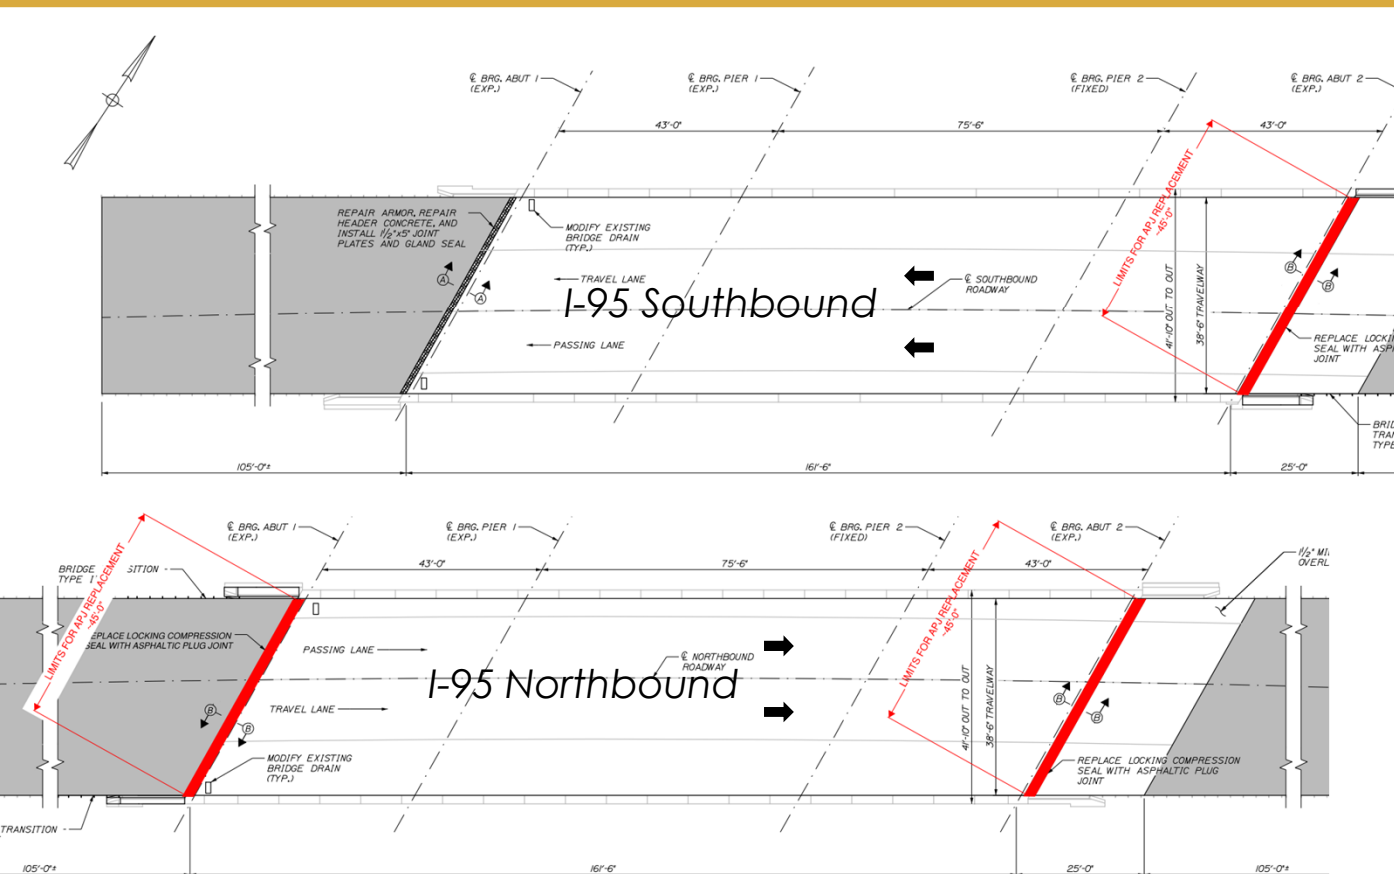 ℄ BRG. ABUT 1
(EXP.)
℄ BRG. PIER 1
(EXP.)
℄ BRG. PIER 2
(FIXED)
℄ BRG. ABUT 2
(EXP.)
43'-0"
75'-6"
43'-0"
LIMITS FOR APJ REPLACEMENT
~45'-0"
REPAIR ARMOR, REPAIR
HEADER CONCRETE, AND
INSTALL 1½"x5" JOINT
PLATES AND GLAND SEAL
MODIFY EXISTING
BRIDGE DRAIN
(TYP.)
A
A
TRAVEL LANE
I-95 Southbound
℄ SOUTHBOUND
ROADWAY
PASSING LANE
41'-10" OUT TO OUT
38'-6" TRAVELWAY
B
B
REPLACE LOCKI
SEAL WITH ASP
JOINT
BRID
TRAN
TYPE
105'-0"±
161'-6"
25'-0"
℄ BRG. ABUT 1
(EXP.)
℄ BRG. PIER 1
(EXP.)
℄ BRG. PIER 2
(FIXED)
℄ BRG. ABUT 2
(EXP.)
1½" MI
OVERL
43'-0"
75'-6"
43'-0"
BRIDGE SITION
TYPE I
LIMITS FOR APJ REPLACEMENT
~45'-0"
EPLACE LOCKING COMPRESSION
SEAL WITH ASPHALTIC PLUG JOINT
PASSING LANE
I-95 Northbound
℄ NORTHBOUND
ROADWAY
TRAVEL LANE
B
B
MODIFY EXISTING
BRIDGE DRAIN
(TYP.)
LIMITS FOR APJ REPLACEMENT
~45'-0"
41'-10" OUT TO OUT
38'-6" TRAVELWAY
B
B
REPLACE LOCKING COMPRESSION
SEAL WITH ASPHALTIC PLUG
JOINT
TRANSITION
105'-0"±
161'-6"
25'-0"
105'-0"±